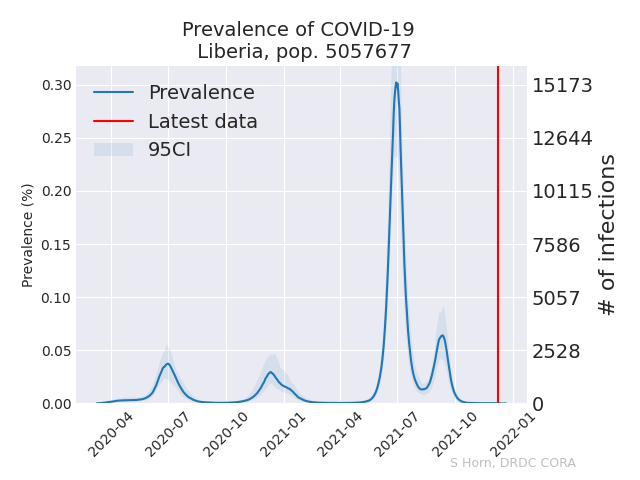 Prevalence of COVID-19
Liberia, pop. 5057677
Prevalence
Latest data
95CI
Prevalence (%)
0.30
0.25
0.20
0.15
0.10
0.05
0.00
15173
12644
10115
7586
5057
2528
0
# of infections
2020-04
2020-07
2020-10
2021-01
2021-04
2021-07
2021-10
2022-01
S Horn, DRDC CORA